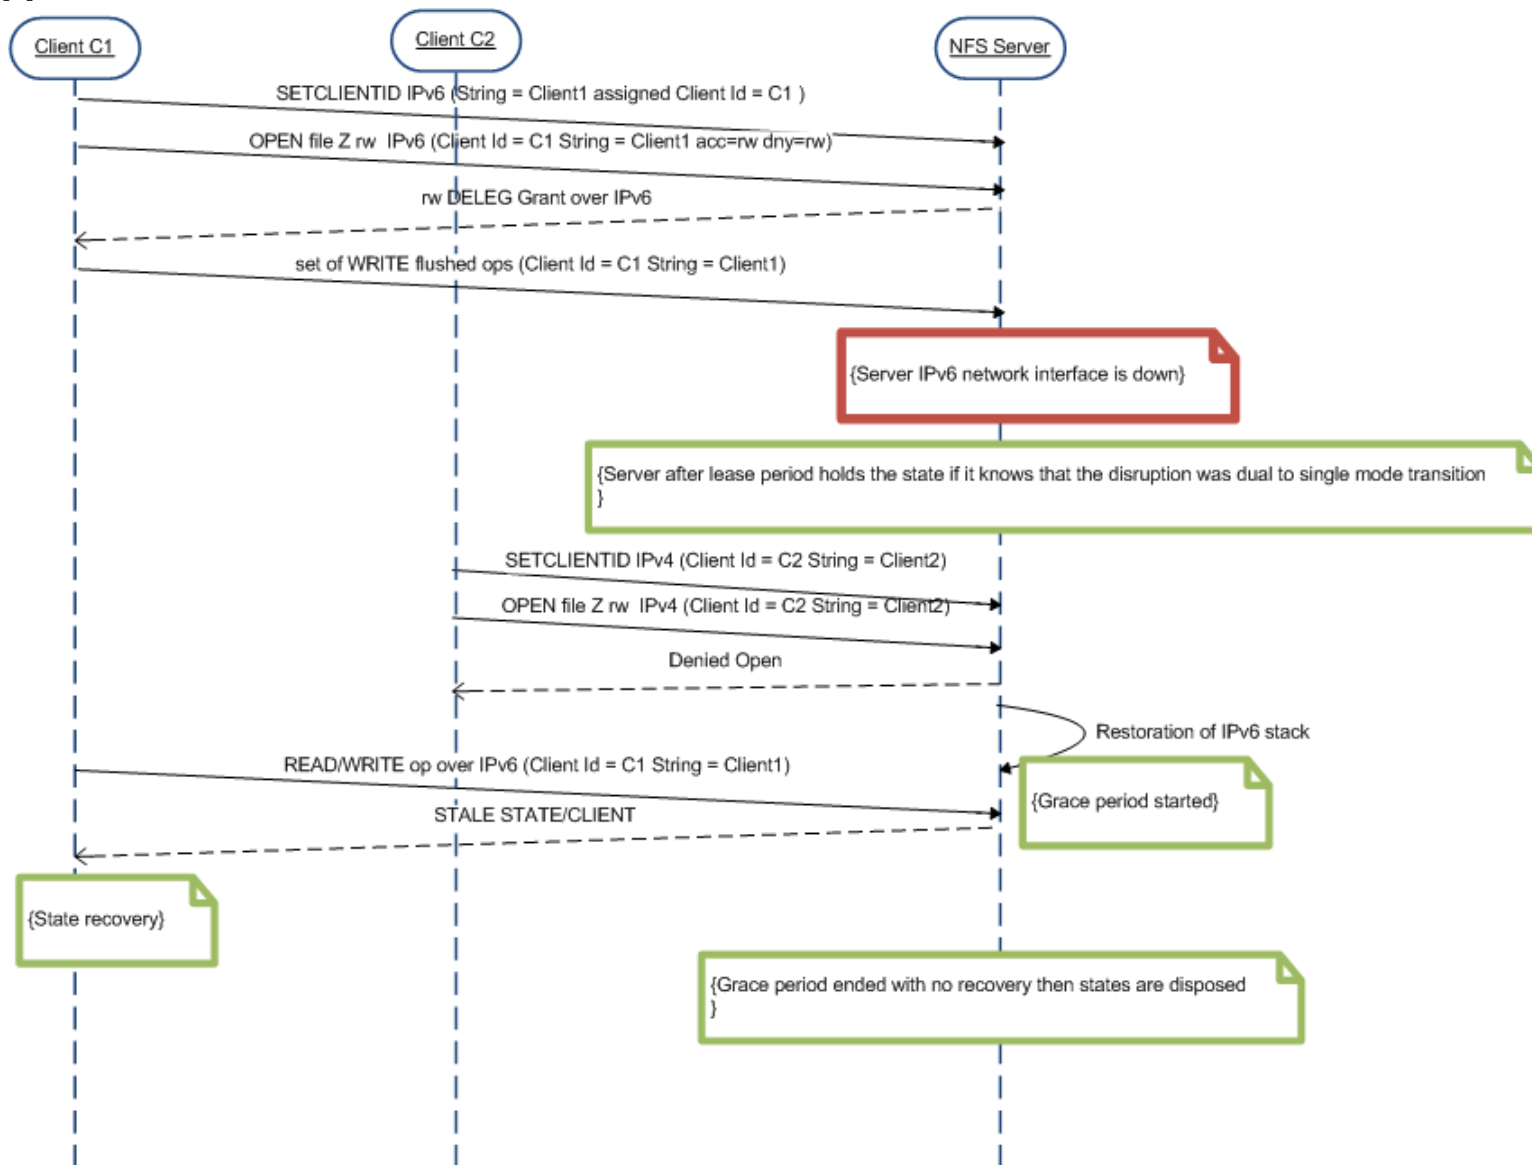 Client C1
Client C2
NFS Server
SETCLIENTID IPv6 (String = Client1 assigned Client Id = C1 )
OPEN file Z rw  IPv6 (Client Id = C1 String = Client1 acc=rw dny=rw)
rw DELEG Grant over IPv6
set of WRITE flushed ops (Client Id = C1 String = Client1)
{Server IPv6 network interface is down}
{Server after lease period holds the state if it knows that the disruption was dual to single mode transition
}
SETCLIENTID IPv4 (Client Id = C2 String = Client2)
OPEN file Z rw  IPv4 (Client Id = C2 String = Client2)
Denied Open
Restoration of IPv6 stack
READ/WRITE op over IPv6 (Client Id = C1 String = Client1)
{Grace period started}
STALE STATE/CLIENT
{State recovery}
{Grace period ended with no recovery then states are disposed
}